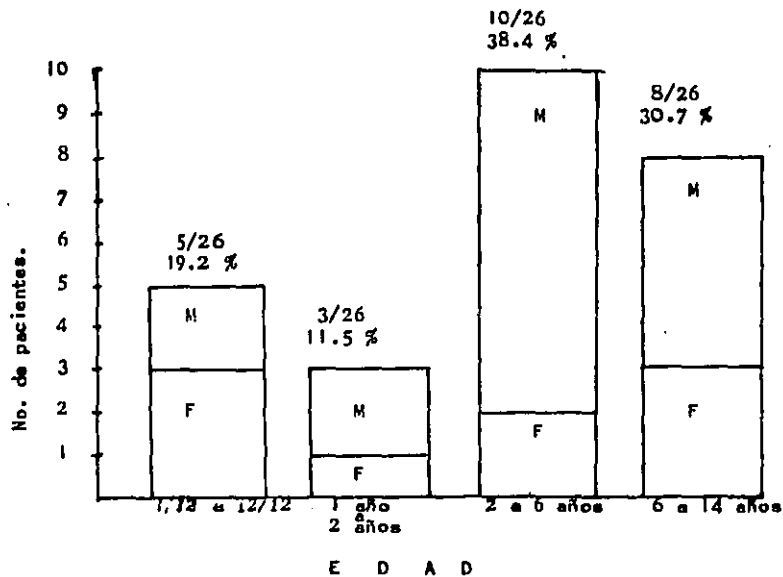 10/26
38.4 %
8/26
30.7 %
5/26
19.2 %
3/26
11.5 %
No. de pacientes.
10
9
8
7
6
5
4
3
2
1
M
F
M
F
M
F
M
F
1/12 a 12/12
1 año
a
2 años
2 a 6 años
6 a 14 años
E D A D